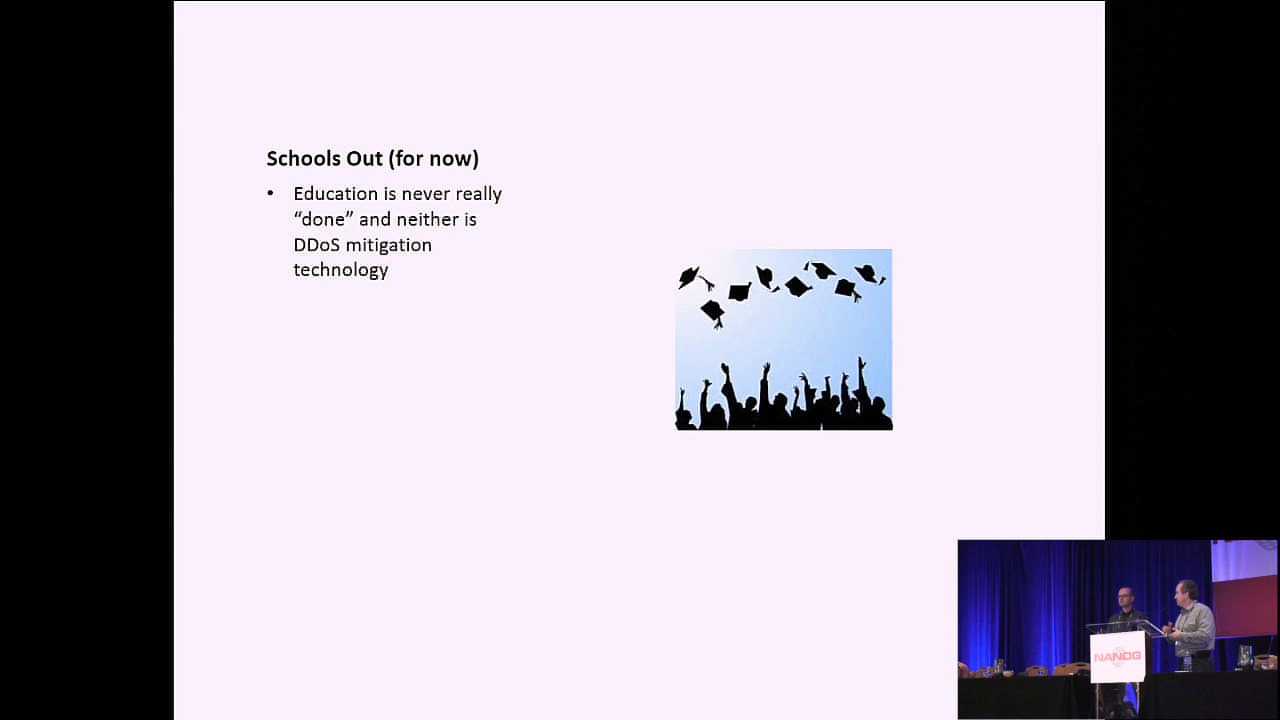 Schools Out (for now)
• Education is never really
“done” and neither is
DDoS mitigation
technology
NANOG